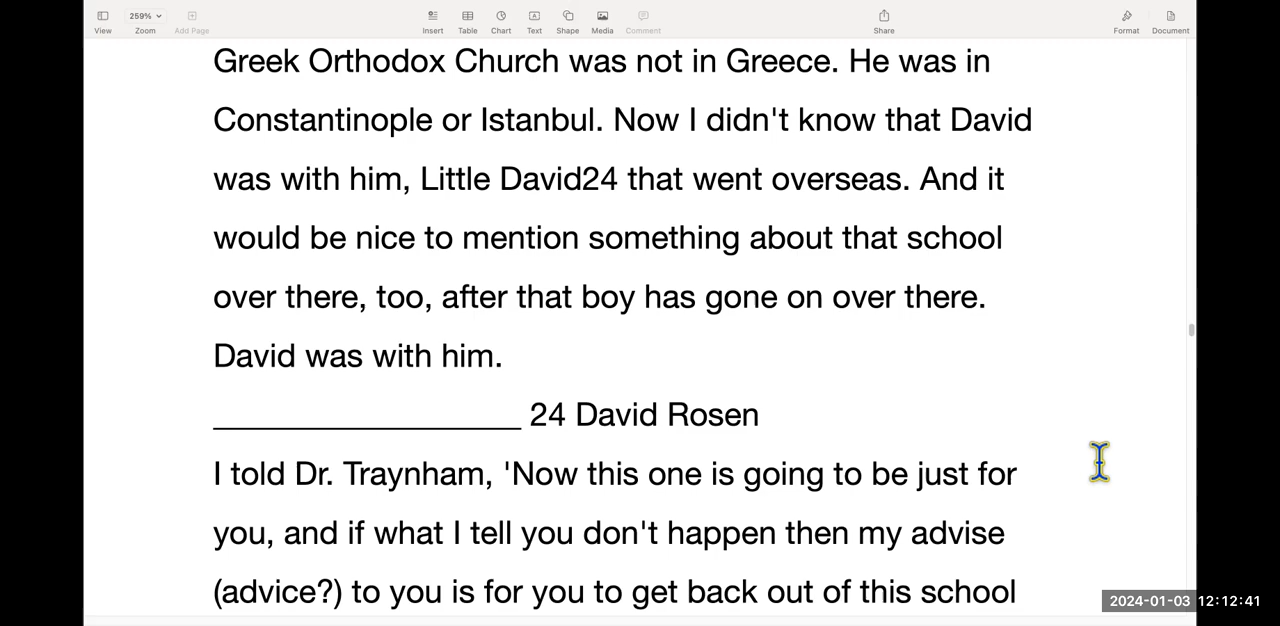 259%
View Zoom Add Page Insert Table Chart Text Shape Media Comment Share Format Document
Greek Orthodox Church was not in Greece. He was in
Constantinople or Istanbul. Now I didn't know that David
was with him, Little David24 that went overseas. And it
would be nice to mention something about that school
over there, too, after that boy has gone on over there.
David was with him.
_________________ 24 David Rosen
I told Dr. Traynham, 'Now this one is going to be just for
you, and if what I tell you don't happen then my advise
(advice?) to you is for you to get back out of this school
2024-01-03 12:12:41